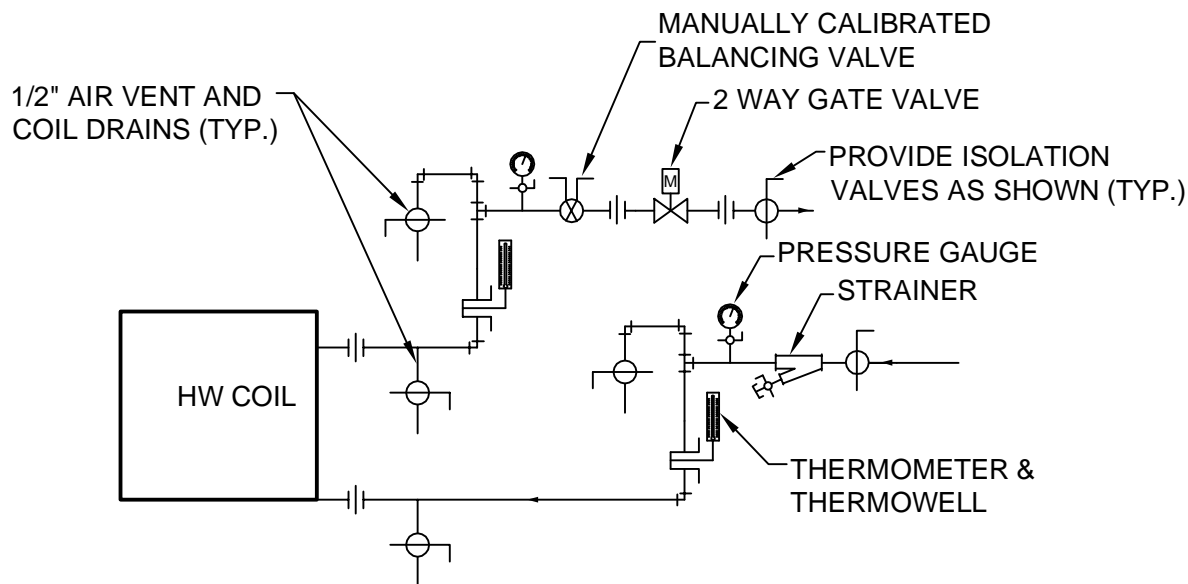 MANUALLY CALIBRATED
BALANCING VALVE
1/2" AIR VENT AND
COIL DRAINS (TYP.)
2 WAY GATE VALVE
M
PROVIDE ISOLATION
VALVES AS SHOWN (TYP.)
PRESSURE GAUGE
STRAINER
HW COIL
THERMOMETER &
THERMOWELL